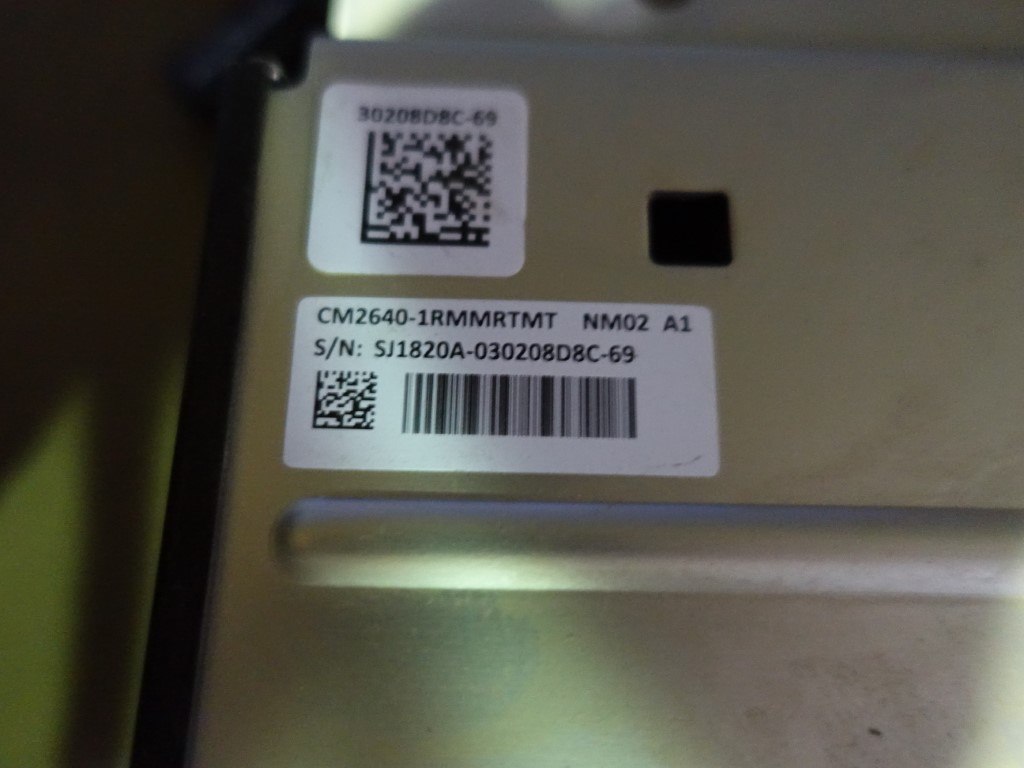 30208D8C-69
CM2640-1RMMRTMT NM02 A1
S/N: SJ1820A-030208D8C-69